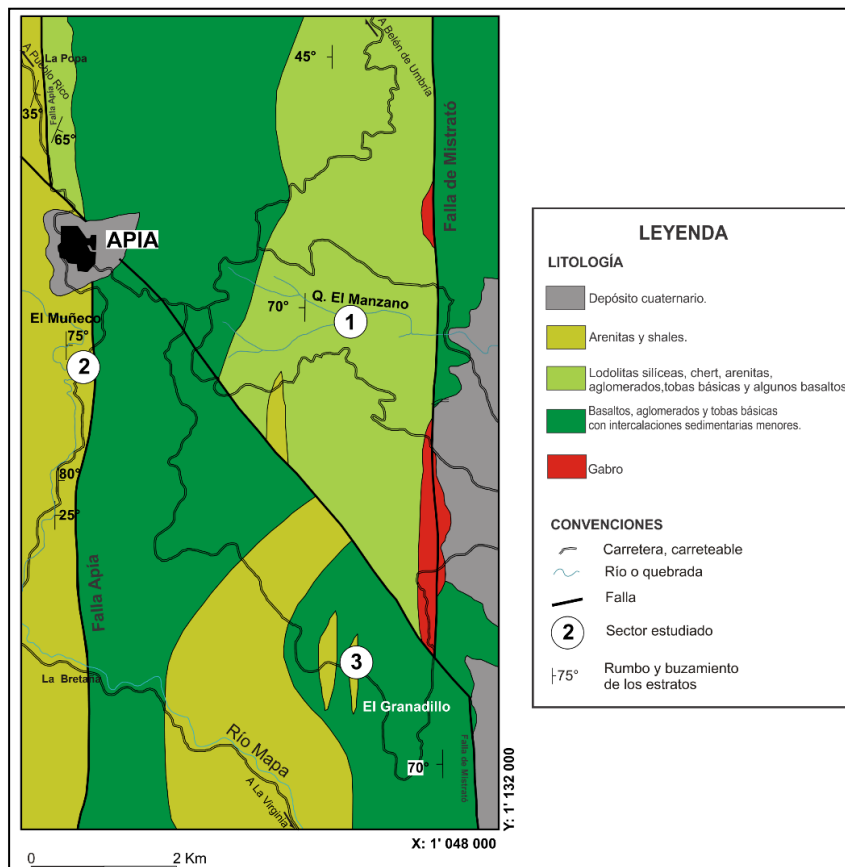 45°
A Belén de Umbría
La Popa
A Pueblo Rico
Falla Apía
35°
65°
Falla de Mistrató
APIA
70°
Q. El Manzano
1
El Muñeco
75°
2
80°
25°
Falla Apía
3
La Bretaña
El Granadillo
Río Mapa
A La Virginia
70°
Falla de Mistrató
Y: 1' 132 000
X: 1' 048 000
0
2 Km
LEYENDA
LITOLOGÍA
Depósito cuaternario.
Arenitas y shales.
Lodolitas silíceas, chert, arenitas,
aglomerados,tobas básicas y algunos basaltos
Basaltos, aglomerados y tobas básicas
con intercalaciones sedimentarias menores.
Gabro
CONVENCIONES
Carretera, carreteable
Río o quebrada
Falla
2 Sector estudiado
75° Rumbo y buzamiento
de los estratos